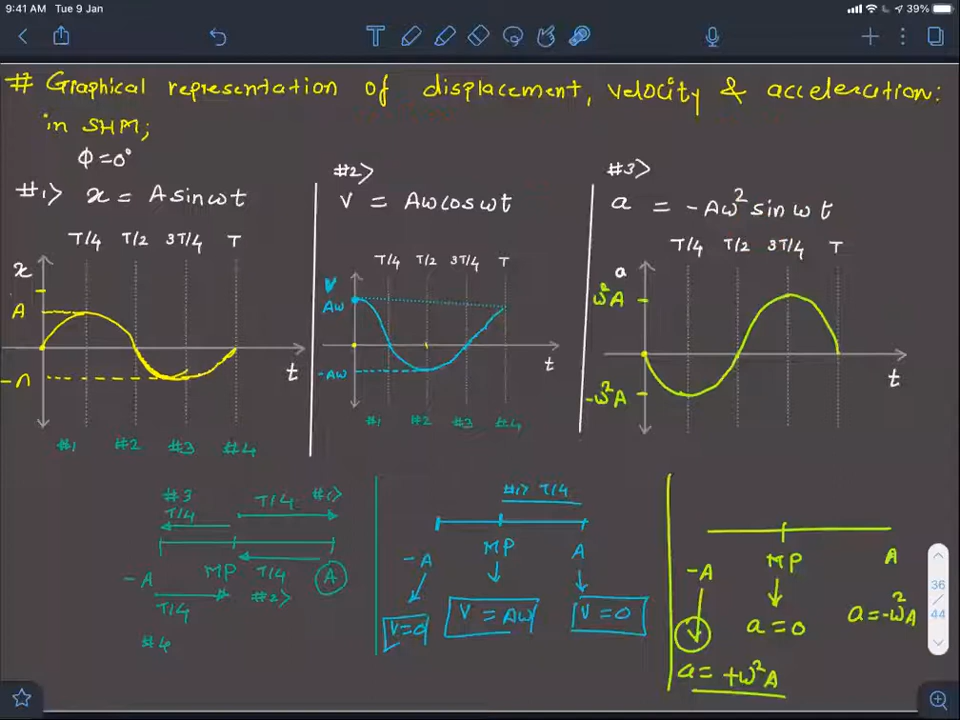 9:41 AM Tue 9 Jan
39%
# Graphical representation of displacement, velocity & acceleration:
in SHM;
Φ=0°
#1> x = A sinωt
T/4 T/2 3T/4 T
x
A
-A
t
#1 #2 #3 #4
#2>
V = Aω cos ωt
T/4 T/2 3T/4 T
V
Aω
-Aω
t
#1 #2 #3 #4
#3>
a = -Aω² sin ω t
T/4 T/2 3T/4 T
a
ω²A
-ω²A
t
#3 T/4 #1>
T/4
-A MP T/4 A
T/4 #2>
#4
#1> T/4
-A MP A
V=0 V = Aω V=0
-A MP A
a=0 a=-ω²A
a= +ω²A
36
44